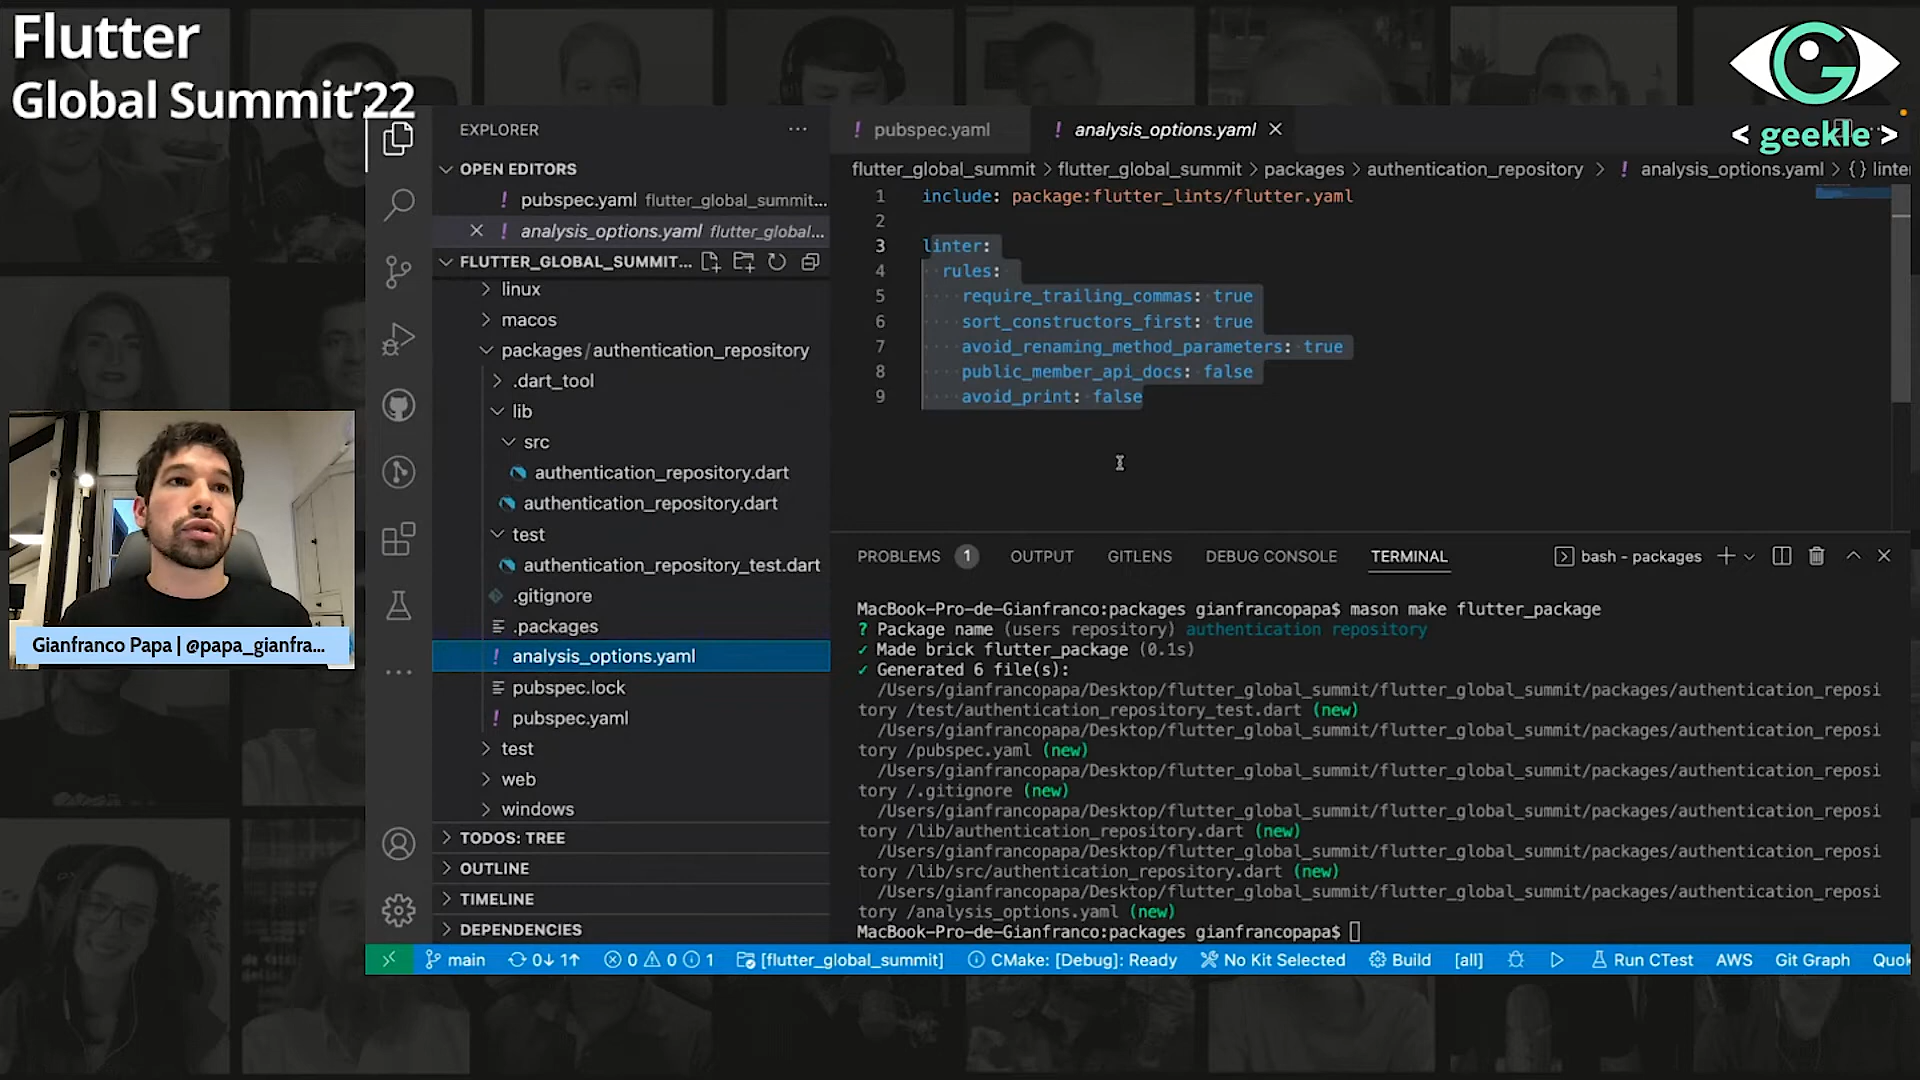 Flutter
Global Summit'22
< geekle >
EXPLORER
OPEN EDITORS
! pubspec.yaml flutter_global_summit...
! analysis_options.yaml flutter_global...
FLUTTER_GLOBAL_SUMMIT...
linux
macos
packages/authentication_repository
.dart_tool
lib
src
authentication_repository.dart
authentication_repository.dart
test
authentication_repository_test.dart
.gitignore
.packages
! analysis_options.yaml
pubspec.lock
! pubspec.yaml
test
web
windows
TODOS: TREE
OUTLINE
TIMELINE
DEPENDENCIES
! pubspec.yaml
! analysis_options.yaml
flutter_global_summit > flutter_global_summit > packages > authentication_repository > ! analysis_options.yaml > {} linter
1 include: package:flutter_lints/flutter.yaml
2
3 linter:
4 rules:
5 require_trailing_commas: true
6 sort_constructors_first: true
7 avoid_renaming_method_parameters: true
8 public_member_api_docs: false
9 avoid_print: false
PROBLEMS 1 OUTPUT GITLENS DEBUG CONSOLE TERMINAL bash - packages
MacBook-Pro-de-Gianfranco:packages gianfrancopapa$ mason make flutter_package
? Package name (users repository) authentication repository
✓ Made brick flutter_package (0.1s)
✓ Generated 6 file(s):
/Users/gianfrancopapa/Desktop/flutter_global_summit/flutter_global_summit/packages/authentication_reposi
tory /test/authentication_repository_test.dart (new)
/Users/gianfrancopapa/Desktop/flutter_global_summit/flutter_global_summit/packages/authentication_reposi
tory /pubspec.yaml (new)
/Users/gianfrancopapa/Desktop/flutter_global_summit/flutter_global_summit/packages/authentication_reposi
tory /.gitignore (new)
/Users/gianfrancopapa/Desktop/flutter_global_summit/flutter_global_summit/packages/authentication_reposi
tory /lib/authentication_repository.dart (new)
/Users/gianfrancopapa/Desktop/flutter_global_summit/flutter_global_summit/packages/authentication_reposi
tory /lib/src/authentication_repository.dart (new)
/Users/gianfrancopapa/Desktop/flutter_global_summit/flutter_global_summit/packages/authentication_reposi
tory /analysis_options.yaml (new)
MacBook-Pro-de-Gianfranco:packages gianfrancopapa$
Gianfranco Papa | @papa_gianfra...
main 0↓ 1↑ 0 0 1 [flutter_global_summit] CMake: [Debug]: Ready No Kit Selected Build [all] Run CTest AWS Git Graph Quok